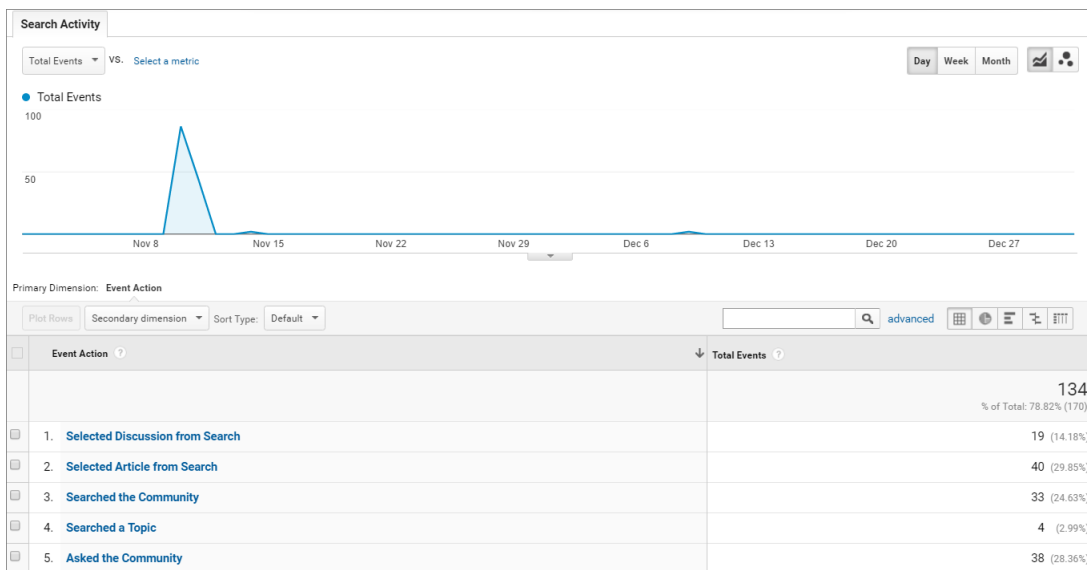 Search Activity
Total Events VS. Select a metric Day Week Month
Total Events
100
50
Nov 8 Nov 15 Nov 22 Nov 29 Dec 6 Dec 13 Dec 20 Dec 27
Primary Dimension: Event Action
Plot Rows Secondary dimension Sort Type: Default advanced
Event Action ? Total Events ?
134
% of Total: 78.82% (170)
1. Selected Discussion from Search 19 (14.18%)
2. Selected Article from Search 40 (29.85%)
3. Searched the Community 33 (24.63%)
4. Searched a Topic 4 (2.99%)
5. Asked the Community 38 (28.36%)